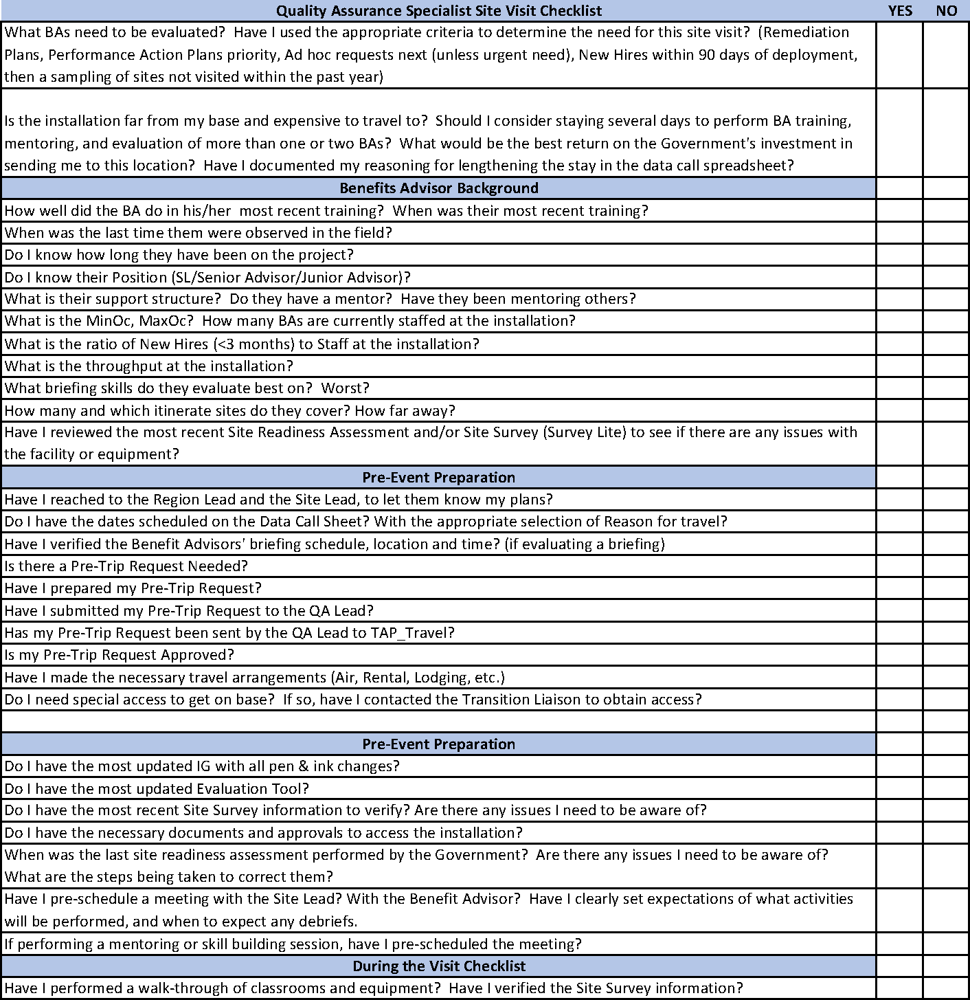 Quality Assurance Specialist Site Visit Checklist YES NO
What BAs need to be evaluated?  Have I used the appropriate criteria to determine the need for this site visit?  (Remediation
Plans, Performance Action Plans priority, Ad hoc requests next (unless urgent need), New Hires within 90 days of deployment,
then a sampling of sites not visited within the past year)
Is the installation far from my base and expensive to travel to?  Should I consider staying several days to perform BA training,
mentoring, and evaluation of more than one or two BAs?  What would be the best return on the Government's investment in
sending me to this location?  Have I documented my reasoning for lengthening the stay in the data call spreadsheet?
Benefits Advisor Background
How well did the BA do in his/her  most recent training?  When was their most recent training?
When was the last time them were observed in the field?
Do I know how long they have been on the project?
Do I know their Position (SL/Senior Advisor/Junior Advisor)?
What is their support structure?  Do they have a mentor?  Have they been mentoring others?
What is the MinOc, MaxOc?  How many BAs are currently staffed at the installation?
What is the ratio of New Hires (<3 months) to Staff at the installation?
What is the throughput at the installation?
What briefing skills do they evaluate best on?  Worst?
How many and which itinerate sites do they cover? How far away?
Have I reviewed the most recent Site Readiness Assessment and/or Site Survey (Survey Lite) to see if there are any issues with
the facility or equipment?
Pre-Event Preparation
Have I reached to the Region Lead and the Site Lead, to let them know my plans?
Do I have the dates scheduled on the Data Call Sheet? With the appropriate selection of Reason for travel?
Have I verified the Benefit Advisors' briefing schedule, location and time? (if evaluating a briefing)
Is there a Pre-Trip Request Needed?
Have I prepared my Pre-Trip Request?
Have I submitted my Pre-Trip Request to the QA Lead?
Has my Pre-Trip Request been sent by the QA Lead to TAP_Travel?
Is my Pre-Trip Request Approved?
Have I made the necessary travel arrangements (Air, Rental, Lodging, etc.)
Do I need special access to get on base?  If so, have I contacted the Transition Liaison to obtain access?
Pre-Event Preparation
Do I have the most updated IG with all pen & ink changes?
Do I have the most updated Evaluation Tool?
Do I have the most recent Site Survey information to verify? Are there any issues I need to be aware of?
Do I have the necessary documents and approvals to access the installation?
When was the last site readiness assessment performed by the Government?  Are there any issues I need to be aware of?
What are the steps being taken to correct them?
Have I pre-schedule a meeting with the Site Lead? With the Benefit Advisor?  Have I clearly set expectations of what activities
will be performed, and when to expect any debriefs.
If performing a mentoring or skill building session, have I pre-scheduled the meeting?
During the Visit Checklist
Have I performed a walk-through of classrooms and equipment?  Have I verified the Site Survey information?